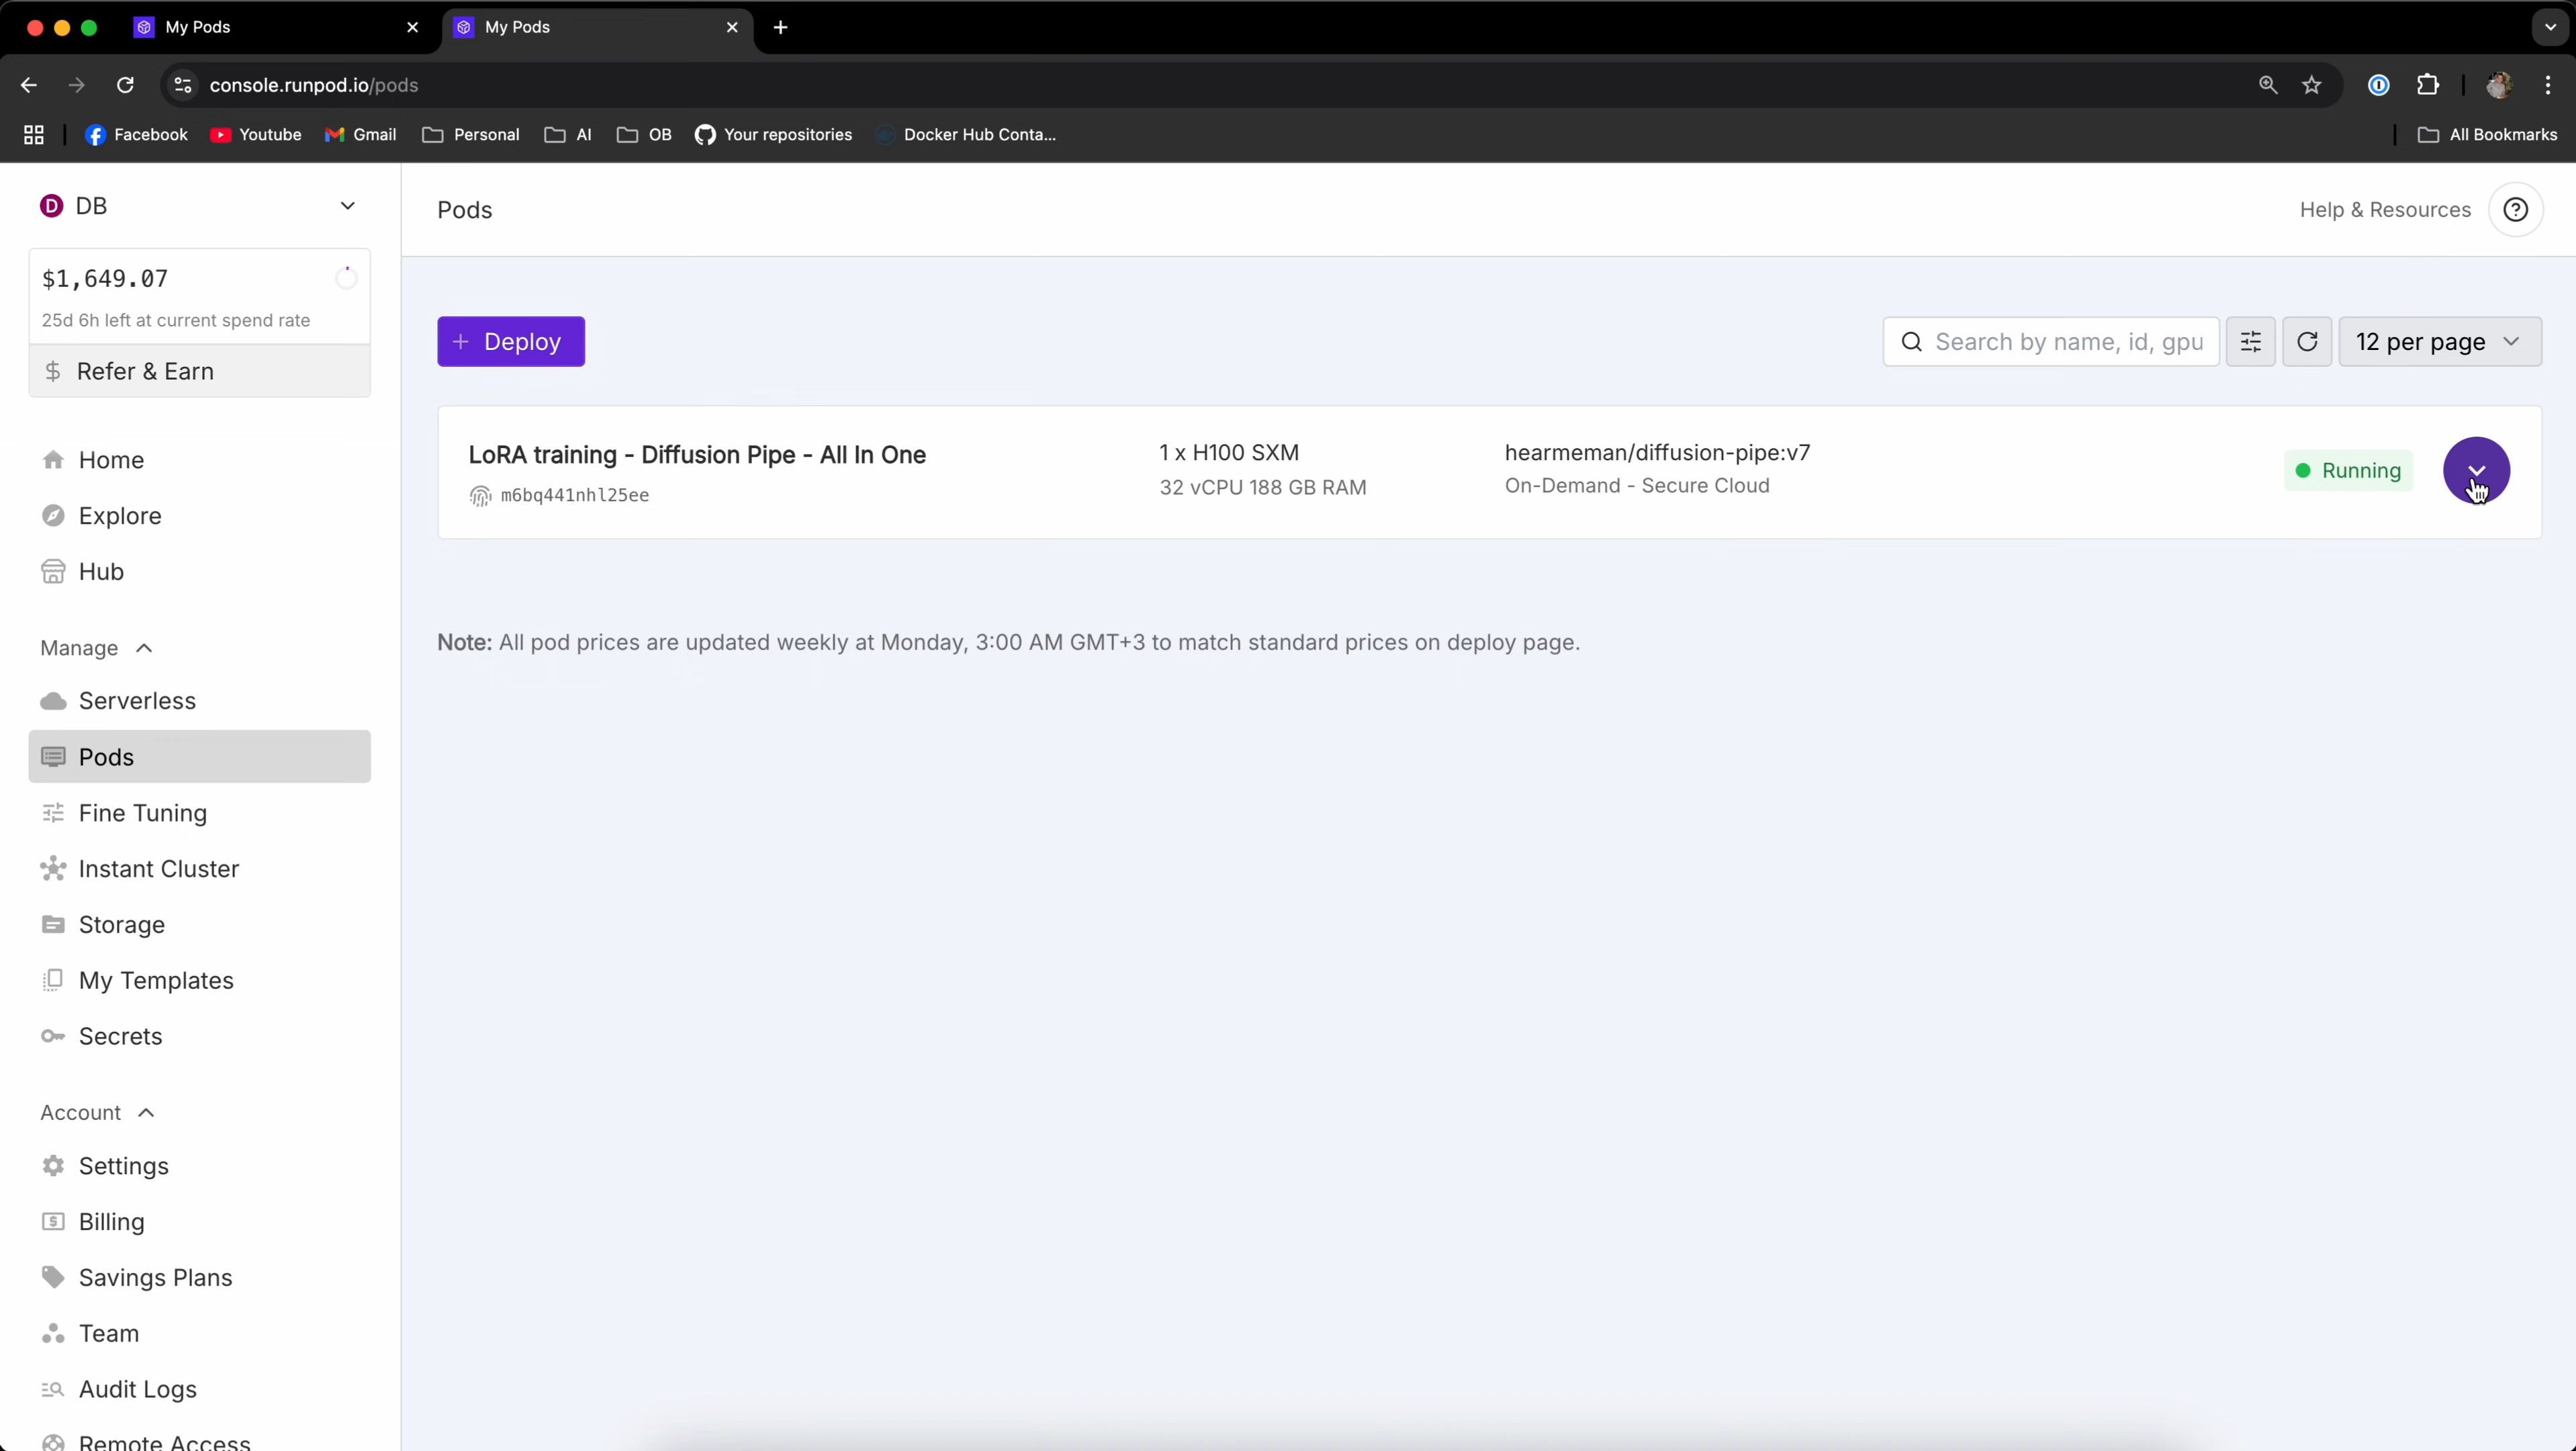 My Pods
My Pods
console.runpod.io/pods
Facebook
Youtube
Gmail
Personal
AI
OB
Your repositories
Docker Hub Conta...
All Bookmarks
D DB
$1,649.07
25d 6h left at current spend rate
$ Refer & Earn
Home
Explore
Hub
Manage
Serverless
Pods
Fine Tuning
Instant Cluster
Storage
My Templates
Secrets
Account
Settings
Billing
Savings Plans
Team
Audit Logs
Remote Access
Pods
Help & Resources
+ Deploy
Search by name, id, gpu
12 per page
LoRA training - Diffusion Pipe - All In One
m6bq441nhl25ee
1 x H100 SXM
32 vCPU 188 GB RAM
hearmeman/diffusion-pipe:v7
On-Demand - Secure Cloud
Running
Note: All pod prices are updated weekly at Monday, 3:00 AM GMT+3 to match standard prices on deploy page.